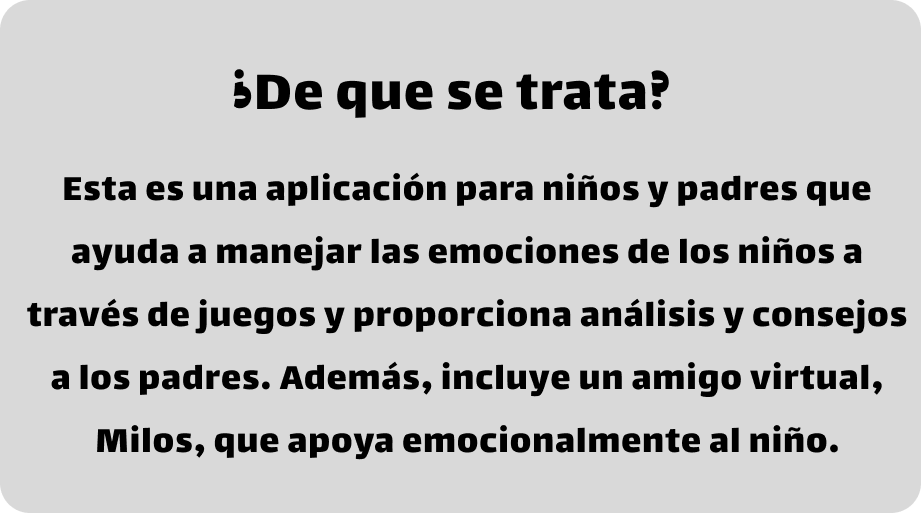 ¿De que se trata?
Esta es una aplicación para niños y padres que
ayuda a manejar las emociones de los niños a
través de juegos y proporciona análisis y consejos
a los padres. Además, incluye un amigo virtual,
Milos, que apoya emocionalmente al niño.